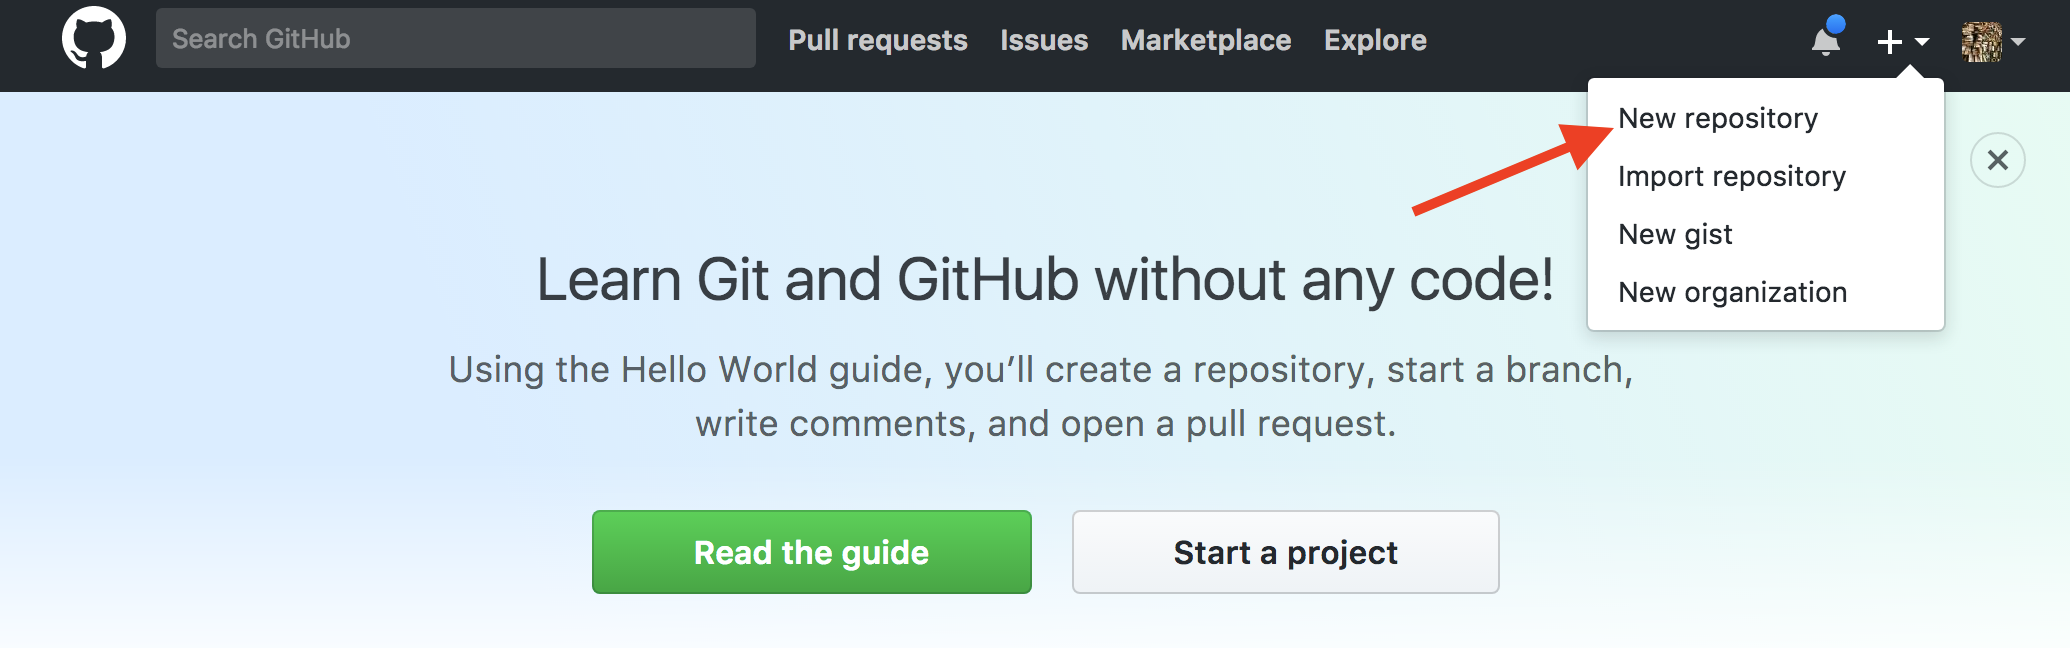 Search GitHub
Pull requests
Issues
Marketplace
Explore
New repository
Import repository
New gist
New organization
Learn Git and GitHub without any code!
Using the Hello World guide, you’ll create a repository, start a branch,
write comments, and open a pull request.
Read the guide
Start a project